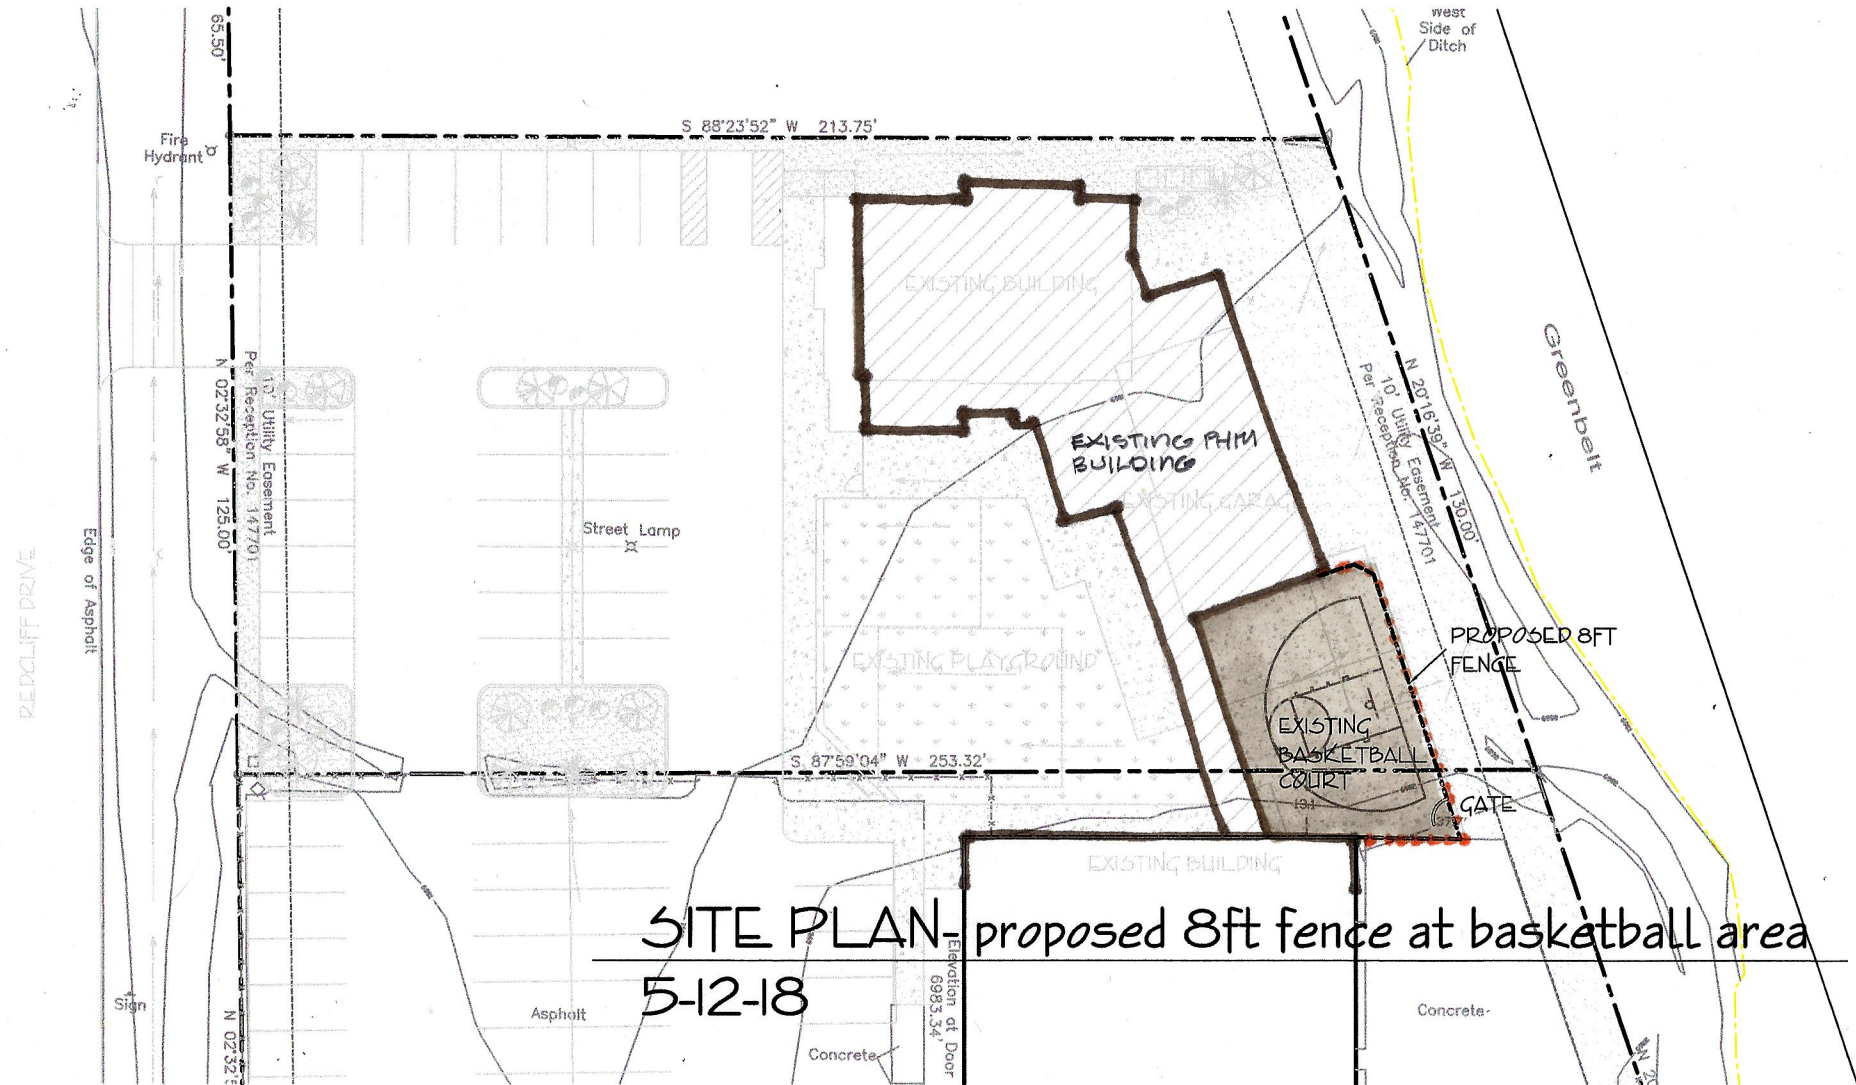 65.50'
West
Side of
Ditch
S 88°23'52" W 213.75'
Fire
Hydrant
EXISTING BUILDING
Greenbelt
N 02°32'58" W 125.00'
10' Utility Easement
Per Reception No. 147701
N 20°16'39" W 130.00'
10' Utility Easement
Per Reception No. 147701
EXISTING PHM
BUILDING
EXISTING GARAGE
Street Lamp
Edge of Asphalt
REDCLIFF DRIVE
PROPOSED 8FT
FENCE
EXISTING PLAYGROUND
EXISTING
BASKETBALL
COURT
S 87°59'04" W 253.32'
GATE
EXISTING BUILDING
SITE PLAN- proposed 8ft fence at basketball area
5-12-18
Elevation at Door
6983.34'
Sign
Asphalt
Concrete
Concrete
N 02°32'5
N 20